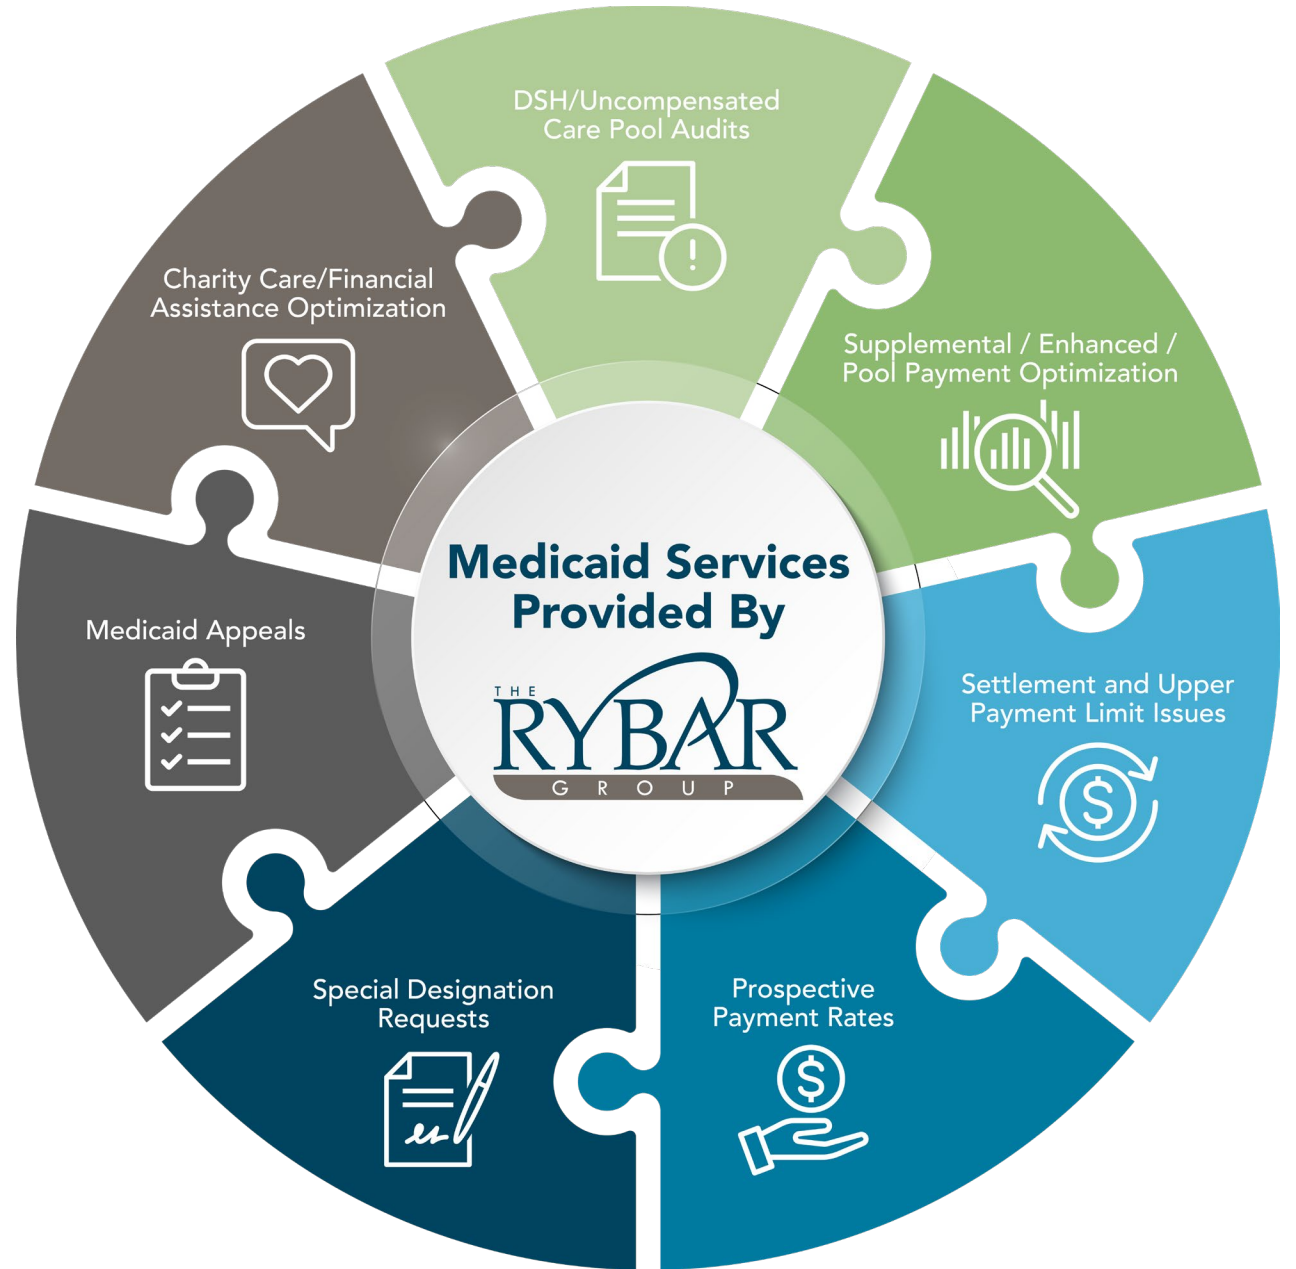 DSH/Uncompensated
Care Pool Audits
Supplemental / Enhanced /
Pool Payment Optimization
Settlement and Upper
Payment Limit Issues
Prospective
Payment Rates
Special Designation
Requests
Medicaid Appeals
Charity Care/Financial
Assistance Optimization
Medicaid Services
Provided By
THE
RYBAR
GROUP